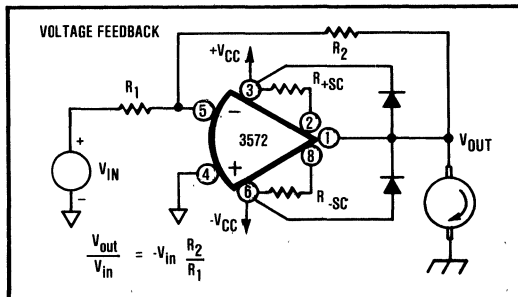 VOLTAGE FEEDBACK
R2
+VCC
R+SC
R1
3
5
−
2
3572
1
VOUT
+
VIN
−
4
+
8
6
R-SC
-VCC
Vout / Vin = -Vin R2 / R1